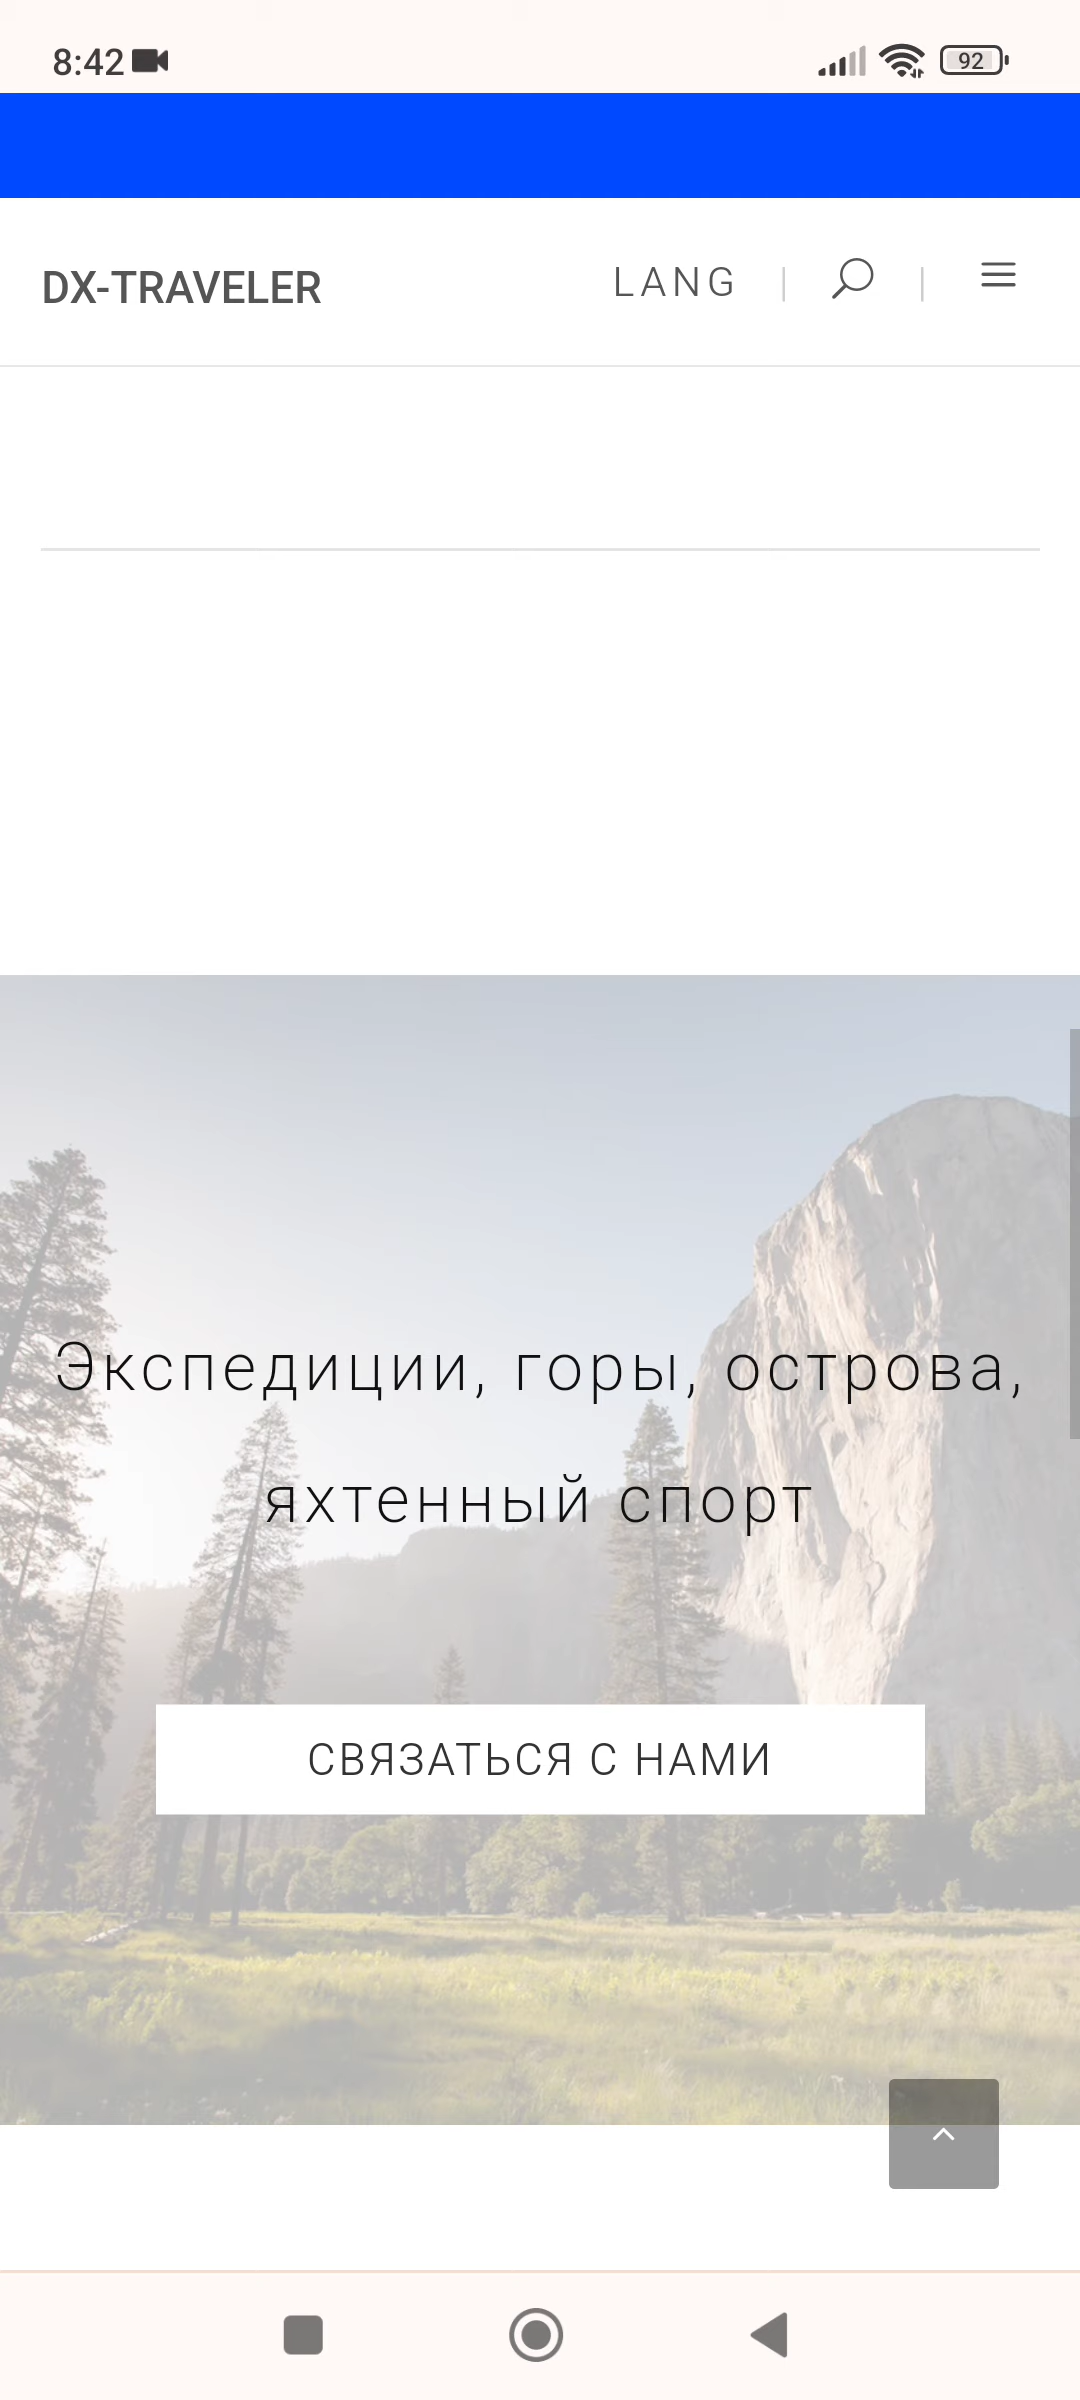 8:42
92
DX-TRAVELER
LANG
Экспедиции, горы, острова,
яхтенный спорт
СВЯЗАТЬСЯ С НАМИ